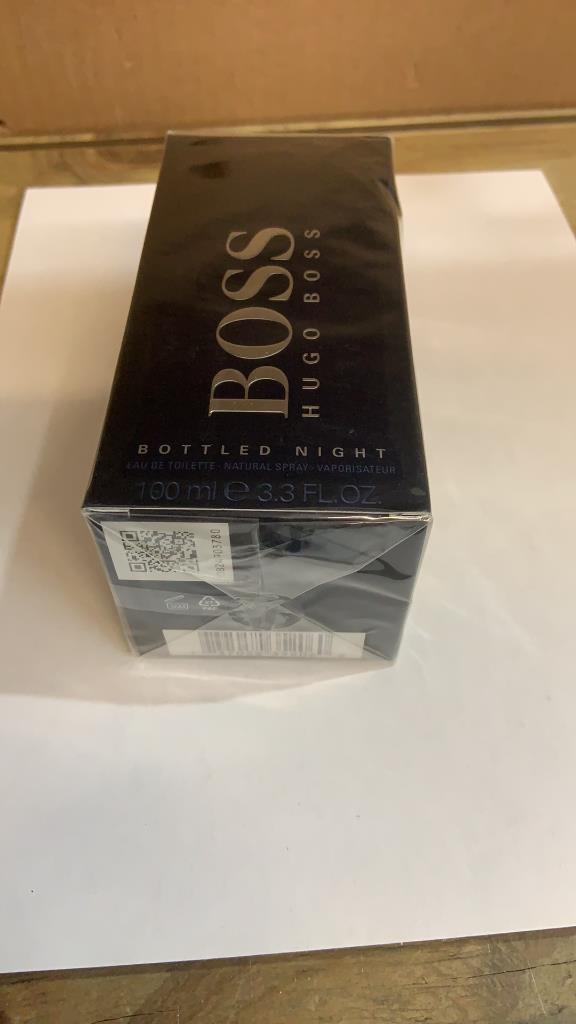 BOSS
HUGO BOSS
BOTTLED NIGHT
EAU DE TOILETTE · NATURAL SPRAY · VAPORISATEUR
100 ml ℮ 3.3 FL.OZ.